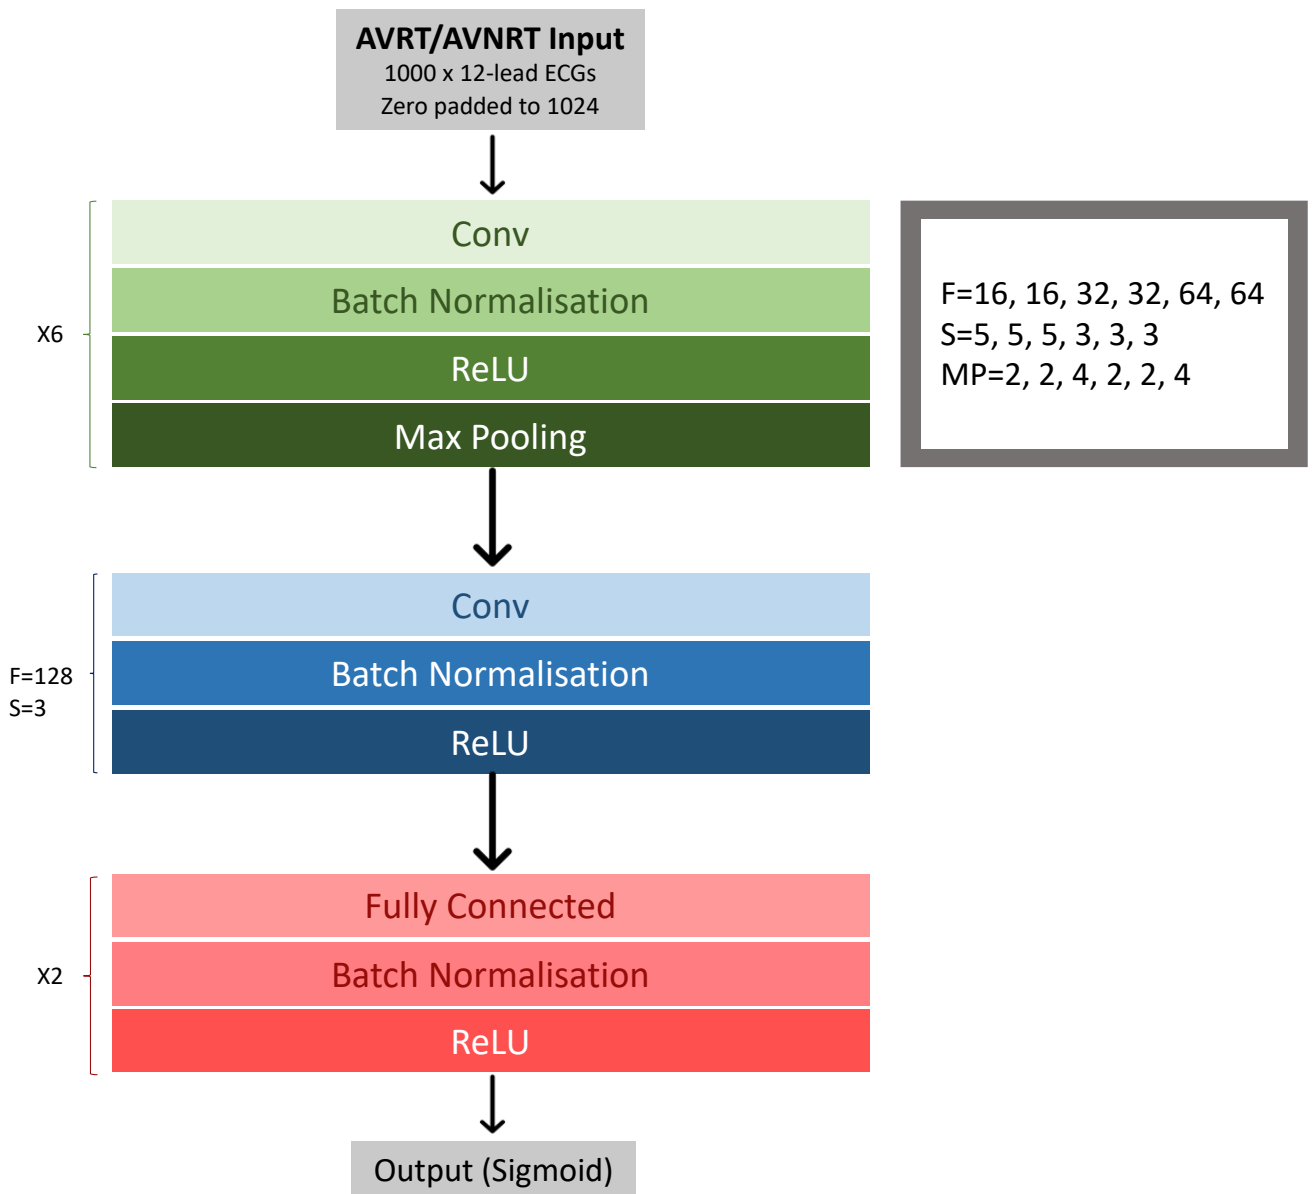 AVRT/AVNRT Input
1000 x 12-lead ECGs
Zero padded to 1024
X6
Conv
Batch Normalisation
ReLU
Max Pooling
F=16, 16, 32, 32, 64, 64
S=5, 5, 5, 3, 3, 3
MP=2, 2, 4, 2, 2, 4
F=128
S=3
Conv
Batch Normalisation
ReLU
X2
Fully Connected
Batch Normalisation
ReLU
Output (Sigmoid)